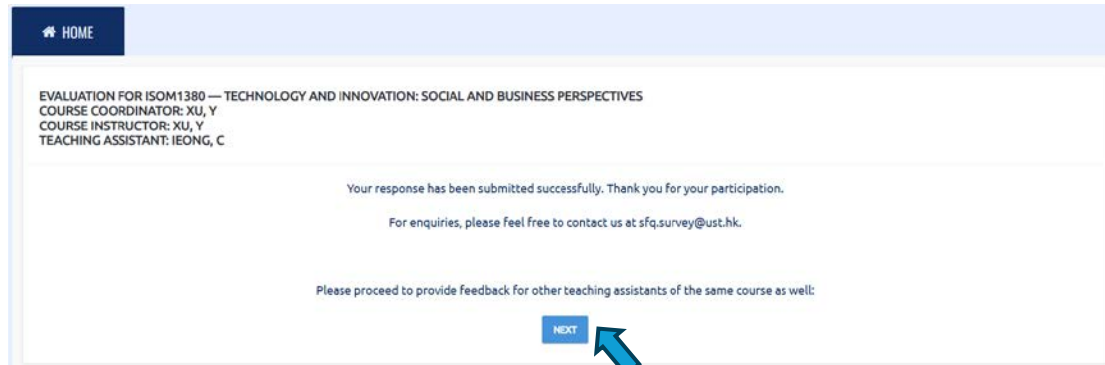 HOME
EVALUATION FOR ISOM1380 — TECHNOLOGY AND INNOVATION: SOCIAL AND BUSINESS PERSPECTIVES
COURSE COORDINATOR: XU, Y
COURSE INSTRUCTOR: XU, Y
TEACHING ASSISTANT: IEONG, C
Your response has been submitted successfully. Thank you for your participation.
For enquiries, please feel free to contact us at sfq.survey@ust.hk.
Please proceed to provide feedback for other teaching assistants of the same course as well:
NEXT